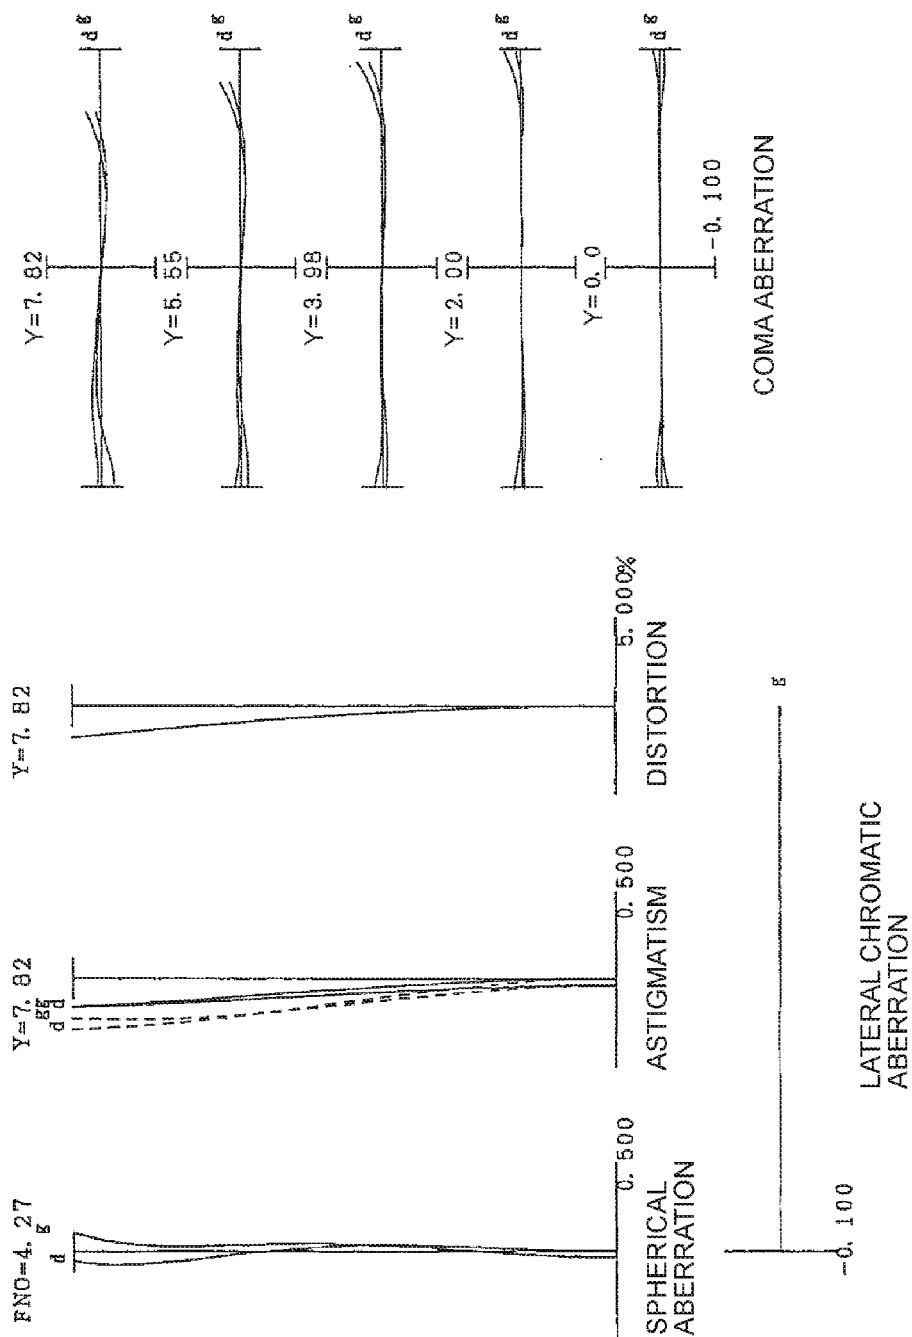 FNO=4. 27
d
g
0. 500
SPHERICAL
ABERRATION
Y=7. 82
g g
d d
0. 500
ASTIGMATISM
Y=7. 82
5. 000%
DISTORTION
Y=7. 82
d
g
Y=5. 55
d
g
Y=3. 98
d
g
Y=2. 00
d
g
Y=0. 0
d
g
-0. 100
COMA ABERRATION
g
-0. 100
LATERAL CHROMATIC
ABERRATION